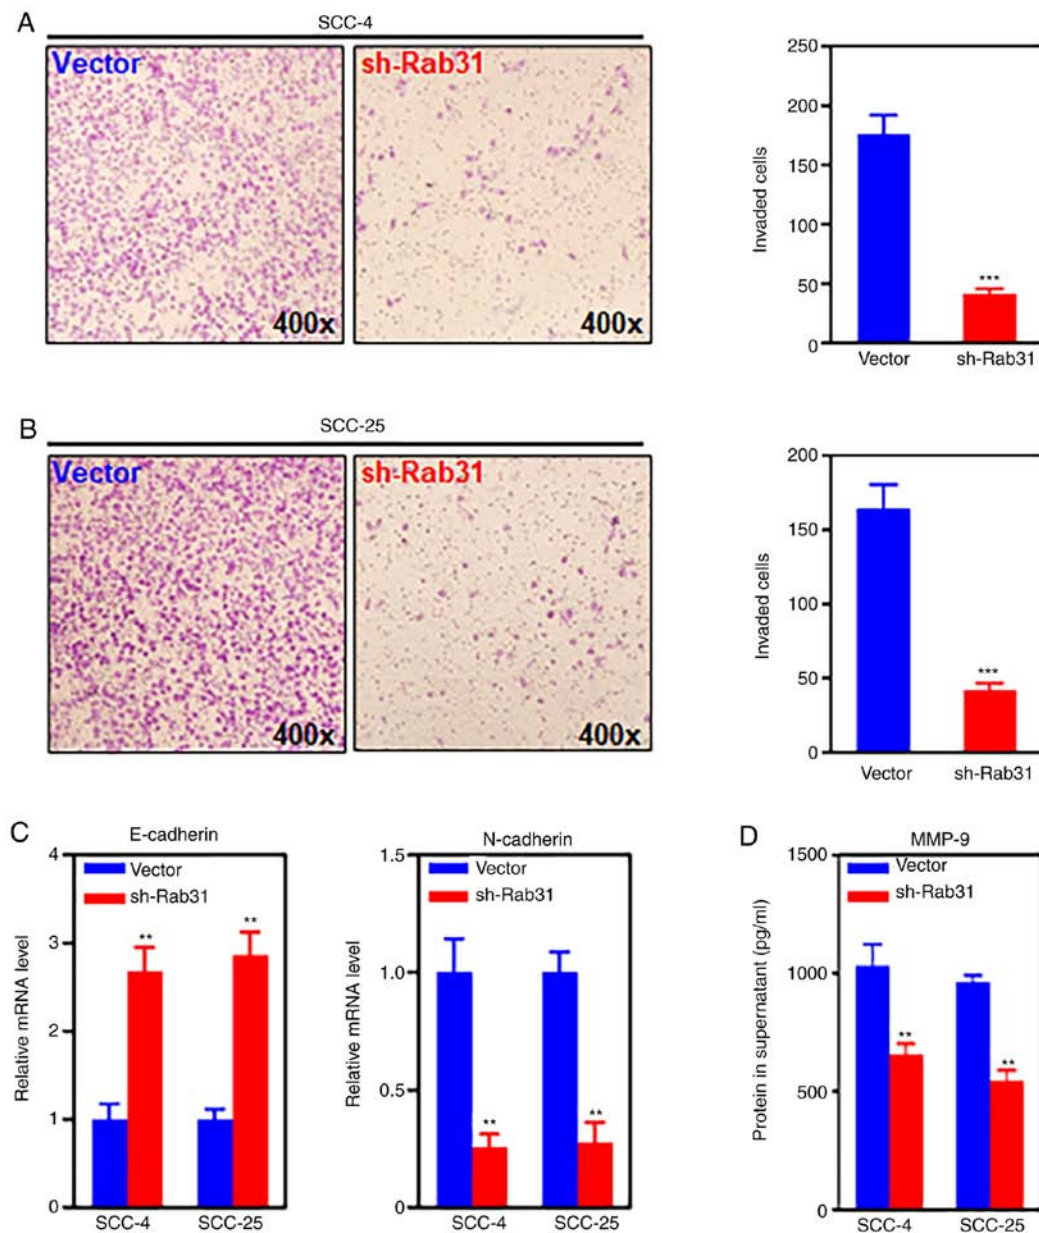 A
SCC-4
Vector
400x
sh-Rab31
400x
Invaded cells
250
200
150
100
50
0
***
Vector
sh-Rab31
B
SCC-25
Vector
400x
sh-Rab31
400x
Invaded cells
200
150
100
50
0
***
Vector
sh-Rab31
C
E-cadherin
Relative mRNA level
4
3
2
1
0
Vector
sh-Rab31
**
**
SCC-4
SCC-25
N-cadherin
Relative mRNA level
1.5
1.0
0.5
0
Vector
sh-Rab31
**
**
SCC-4
SCC-25
D
MMP-9
Protein in supernatant (pg/ml)
1500
1000
500
0
Vector
sh-Rab31
**
**
SCC-4
SCC-25